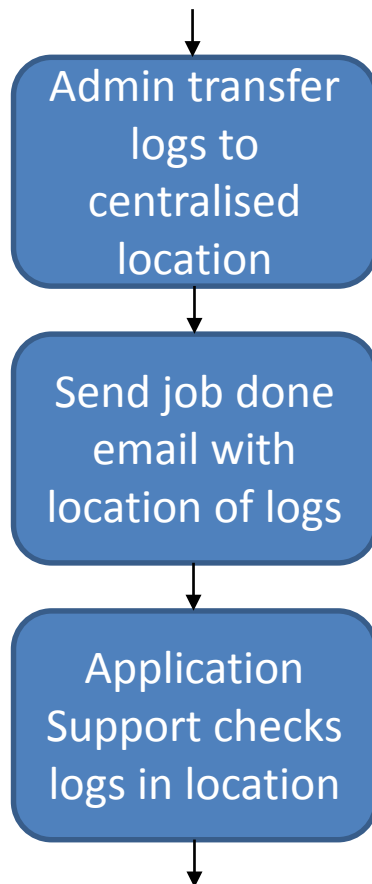 Admin transfer
logs to
centralised
location
Send job done
email with
location of logs
Application
Support checks
logs in location